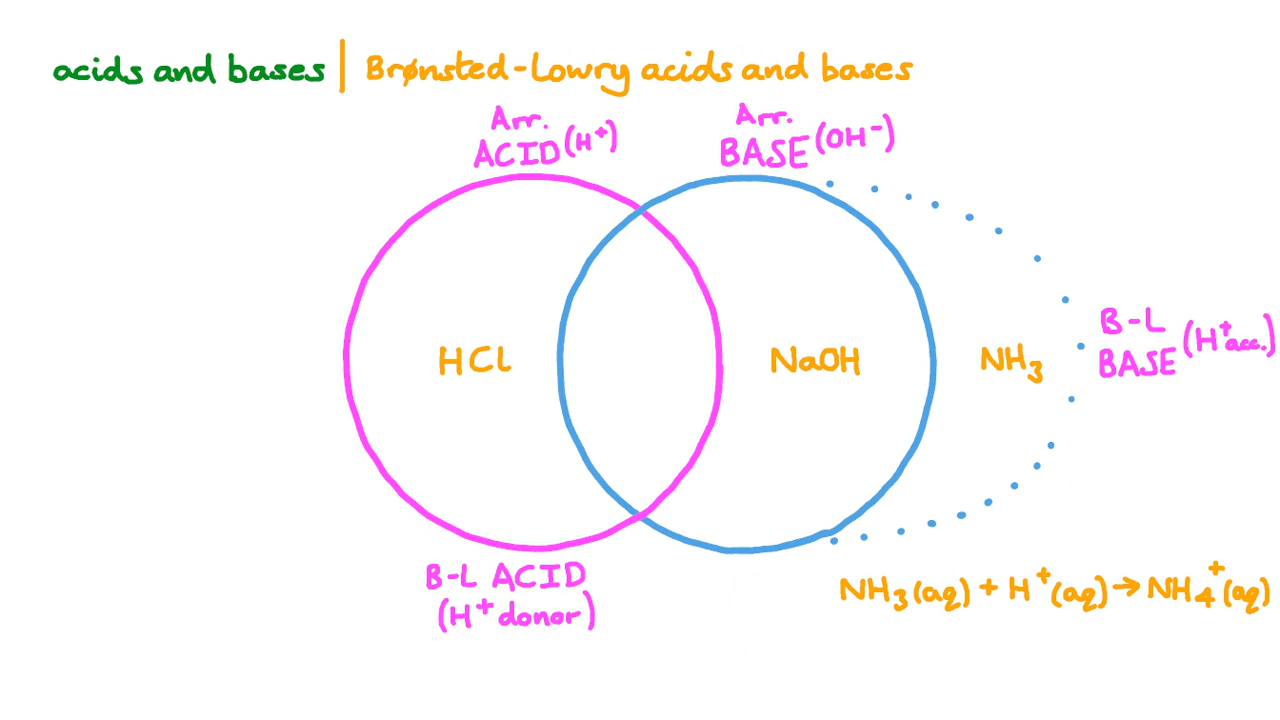 acids and bases | Brønsted-Lowry acids and bases
Arr.
ACID (H⁺)
Arr.
BASE (OH⁻)
HCl
NaOH
NH₃
B-L
BASE (H⁺acc.)
B-L ACID
(H⁺ donor)
NH₃(aq) + H⁺(aq) → NH₄⁺(aq)